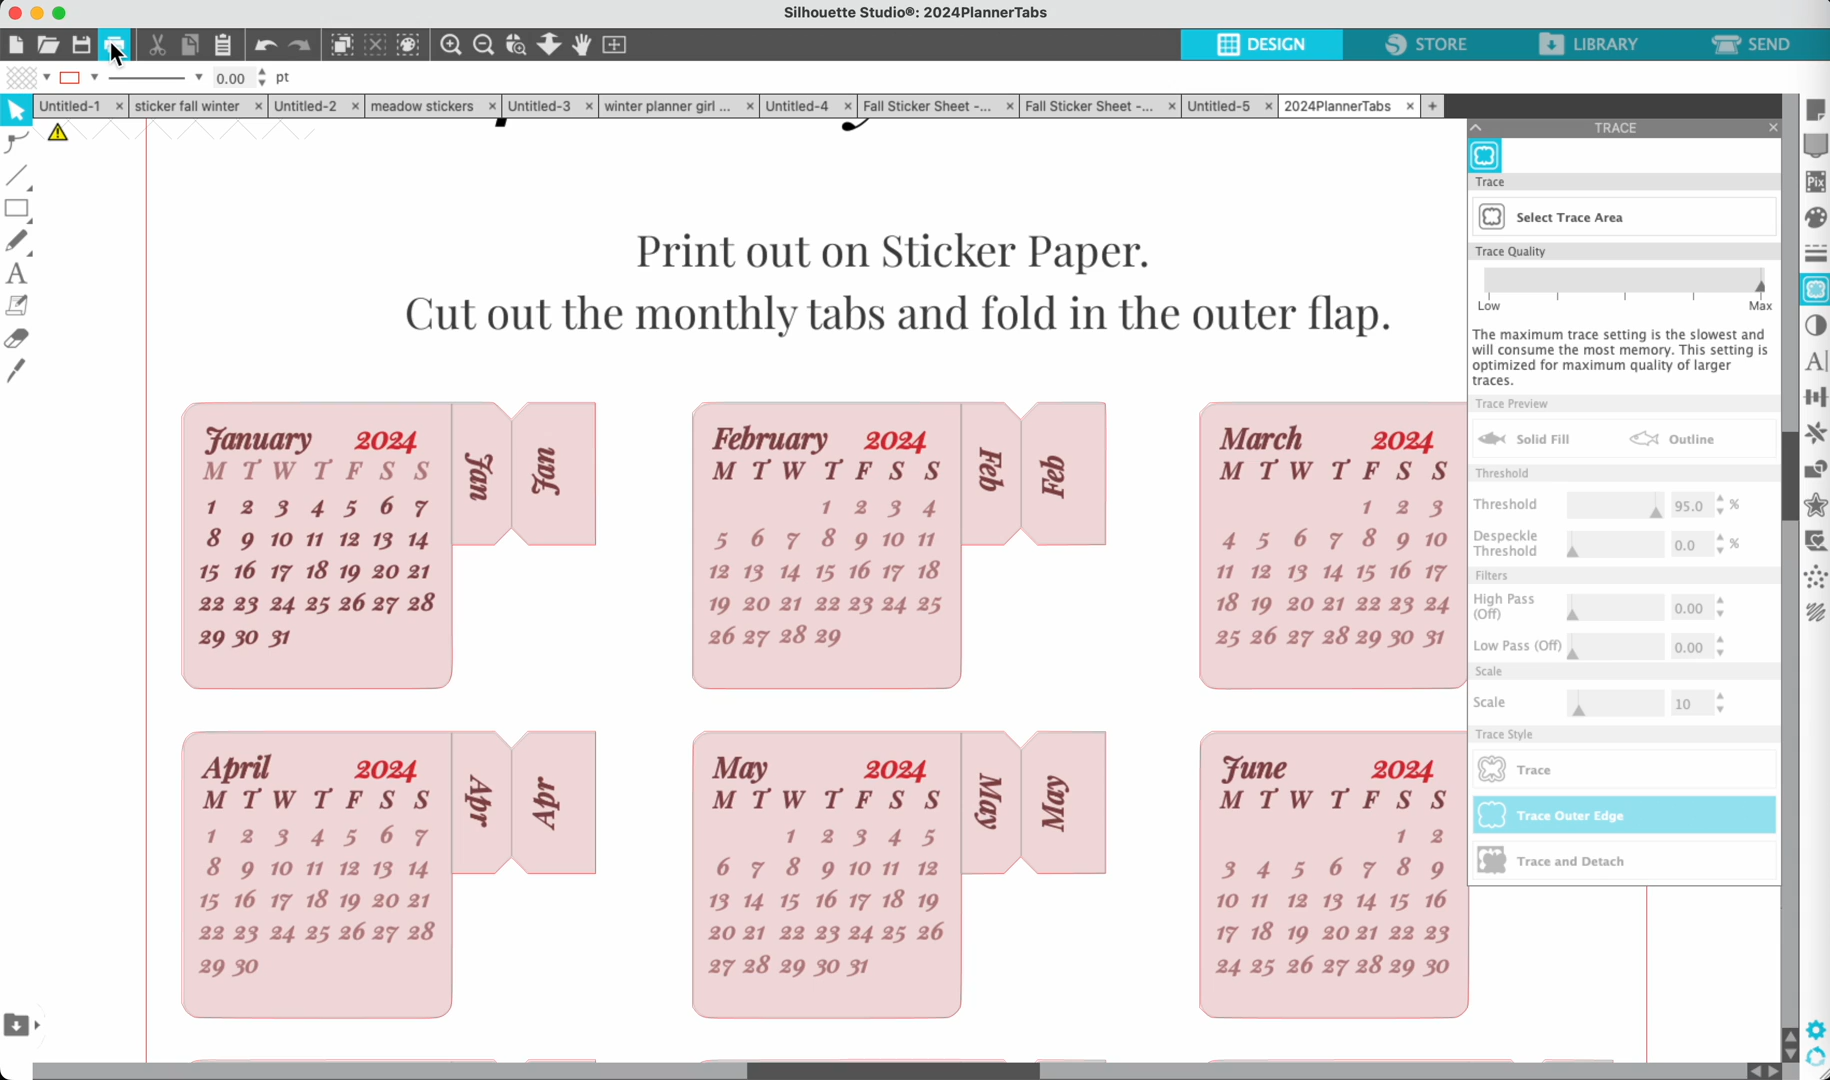 Silhouette Studio®: 2024PlannerTabs
DESIGN STORE LIBRARY SEND
0.00 pt
Untitled-1 sticker fall winter Untitled-2 meadow stickers Untitled-3 winter planner girl ... Untitled-4 Fall Sticker Sheet -... Fall Sticker Sheet -... Untitled-5 2024PlannerTabs
Print out on Sticker Paper.
Cut out the monthly tabs and fold in the outer flap.
January 2024
M T W T F S S
1 2 3 4 5 6 7
8 9 10 11 12 13 14
15 16 17 18 19 20 21
22 23 24 25 26 27 28
29 30 31
Jan
Jan
February 2024
M T W T F S S
1 2 3 4
5 6 7 8 9 10 11
12 13 14 15 16 17 18
19 20 21 22 23 24 25
26 27 28 29
Feb
Feb
March 2024
M T W T F S S
1 2 3
4 5 6 7 8 9 10
11 12 13 14 15 16 17
18 19 20 21 22 23 24
25 26 27 28 29 30 31
April 2024
M T W T F S S
1 2 3 4 5 6 7
8 9 10 11 12 13 14
15 16 17 18 19 20 21
22 23 24 25 26 27 28
29 30
Apr
Apr
May 2024
M T W T F S S
1 2 3 4 5
6 7 8 9 10 11 12
13 14 15 16 17 18 19
20 21 22 23 24 25 26
27 28 29 30 31
May
May
June 2024
M T W T F S S
1 2
3 4 5 6 7 8 9
10 11 12 13 14 15 16
17 18 19 20 21 22 23
24 25 26 27 28 29 30
TRACE
Trace
Select Trace Area
Trace Quality
Low Max
The maximum trace setting is the slowest and
will consume the most memory. This setting is
optimized for maximum quality of larger
traces.
Trace Preview
Solid Fill Outline
Threshold
Threshold 95.0 %
Despeckle
Threshold 0.0 %
Filters
High Pass
(Off) 0.00
Low Pass (Off) 0.00
Scale
Scale 10
Trace Style
Trace
Trace Outer Edge
Trace and Detach
Pix
A
A